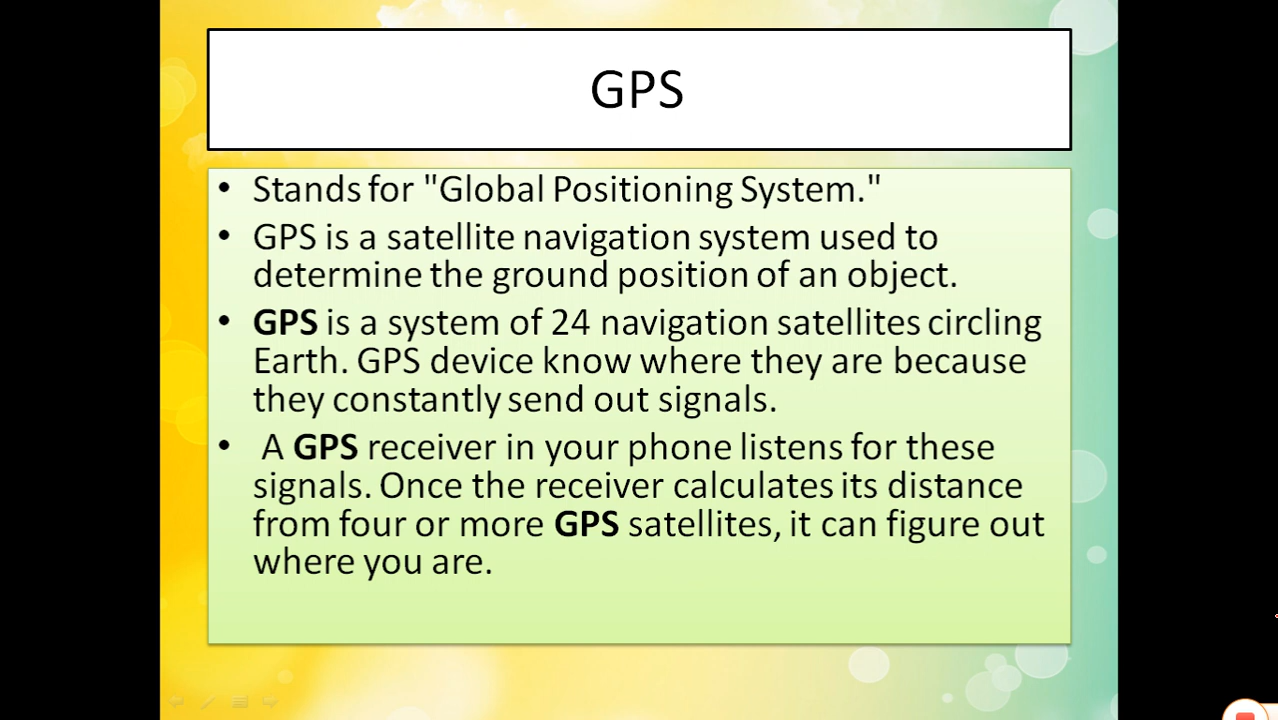 GPS
• Stands for "Global Positioning System."
• GPS is a satellite navigation system used to
determine the ground position of an object.
• GPS is a system of 24 navigation satellites circling
Earth. GPS device know where they are because
they constantly send out signals.
• A GPS receiver in your phone listens for these
signals. Once the receiver calculates its distance
from four or more GPS satellites, it can figure out
where you are.